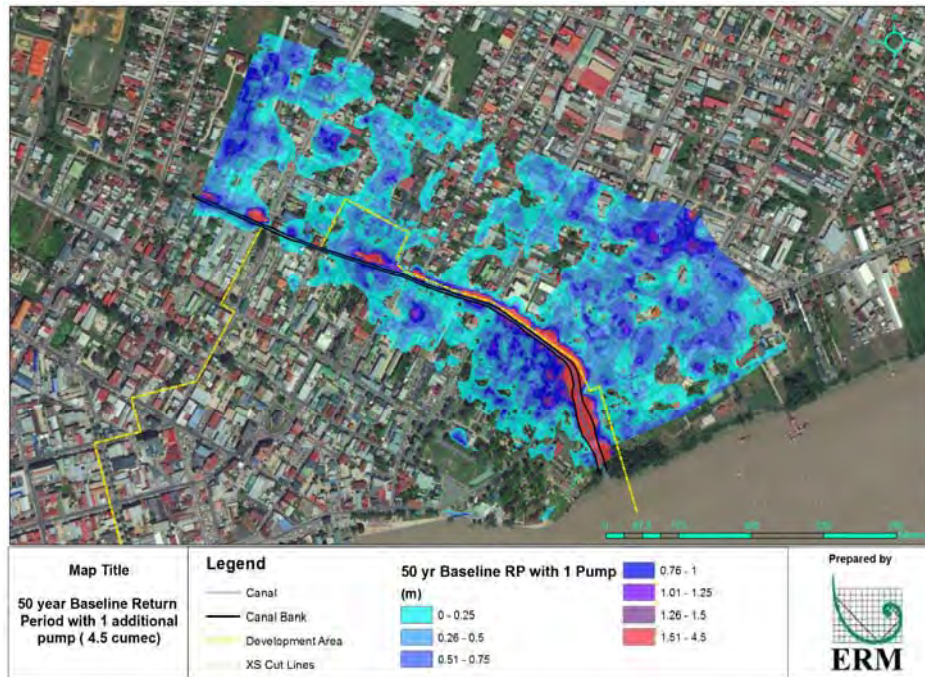 Map Title
50 year Baseline Return
Period with 1 additional
pump ( 4.5 cumec)
Legend
Canal
Canal Bank
Development Area
XS Cut Lines
50 yr Baseline RP with 1 Pump
(m)
0 - 0.25
0.26 - 0.5
0.51 - 0.75
0.76 - 1
1.01 - 1.25
1.26 - 1.5
1.51 - 4.5
Prepared by
ERM